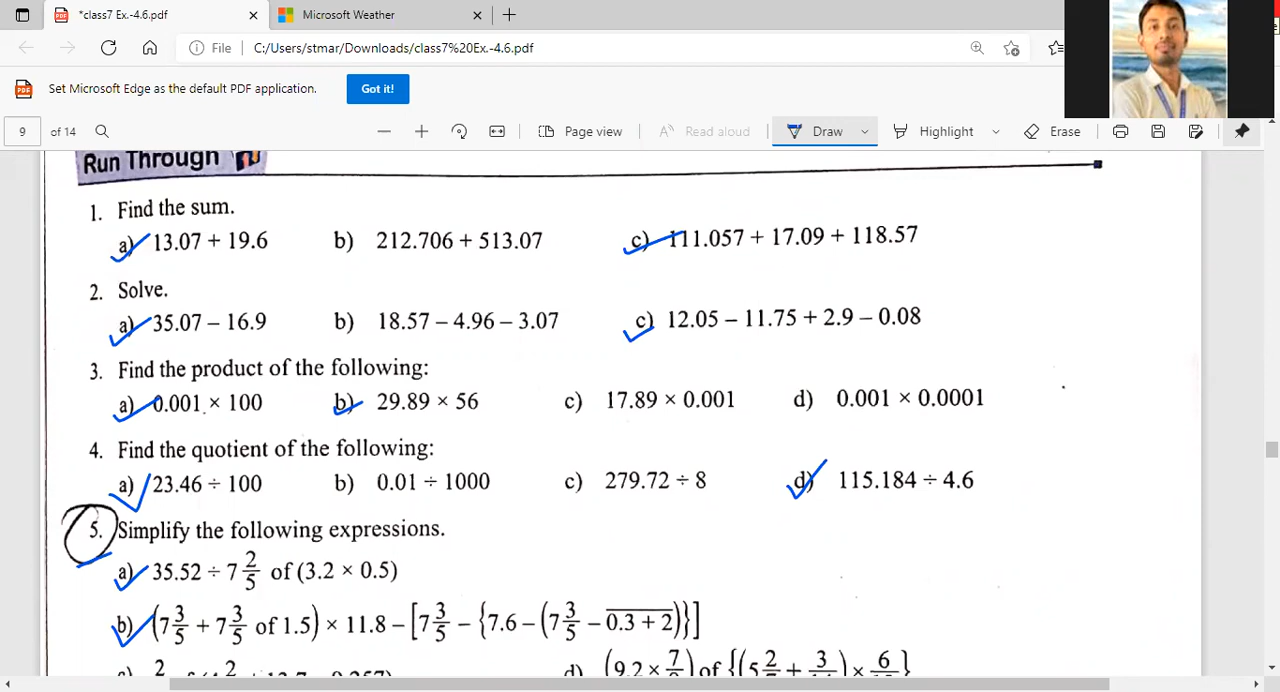 *class7 Ex.-4.6.pdf
Microsoft Weather
File C:/Users/stmar/Downloads/class7%20Ex.-4.6.pdf
Set Microsoft Edge as the default PDF application. Got it!
9 of 14 Page view Read aloud Draw Highlight Erase
Run Through
1. Find the sum.
a) 13.07 + 19.6 b) 212.706 + 513.07 c) 111.057 + 17.09 + 118.57
2. Solve.
a) 35.07 – 16.9 b) 18.57 – 4.96 – 3.07 c) 12.05 – 11.75 + 2.9 – 0.08
3. Find the product of the following:
a) 0.001 × 100 b) 29.89 × 56 c) 17.89 × 0.001 d) 0.001 × 0.0001
4. Find the quotient of the following:
a) 23.46 ÷ 100 b) 0.01 ÷ 1000 c) 279.72 ÷ 8 d) 115.184 ÷ 4.6
5. Simplify the following expressions.
a) 35.52 ÷ 7 2/5 of (3.2 × 0.5)
b) (7 3/5 + 7 3/5 of 1.5) × 11.8 – [7 3/5 – {7.6 – (7 3/5 – 0.3 + 2)}]
d) (9.2 × 7 of {(5 2 + 3 ) × 6 }